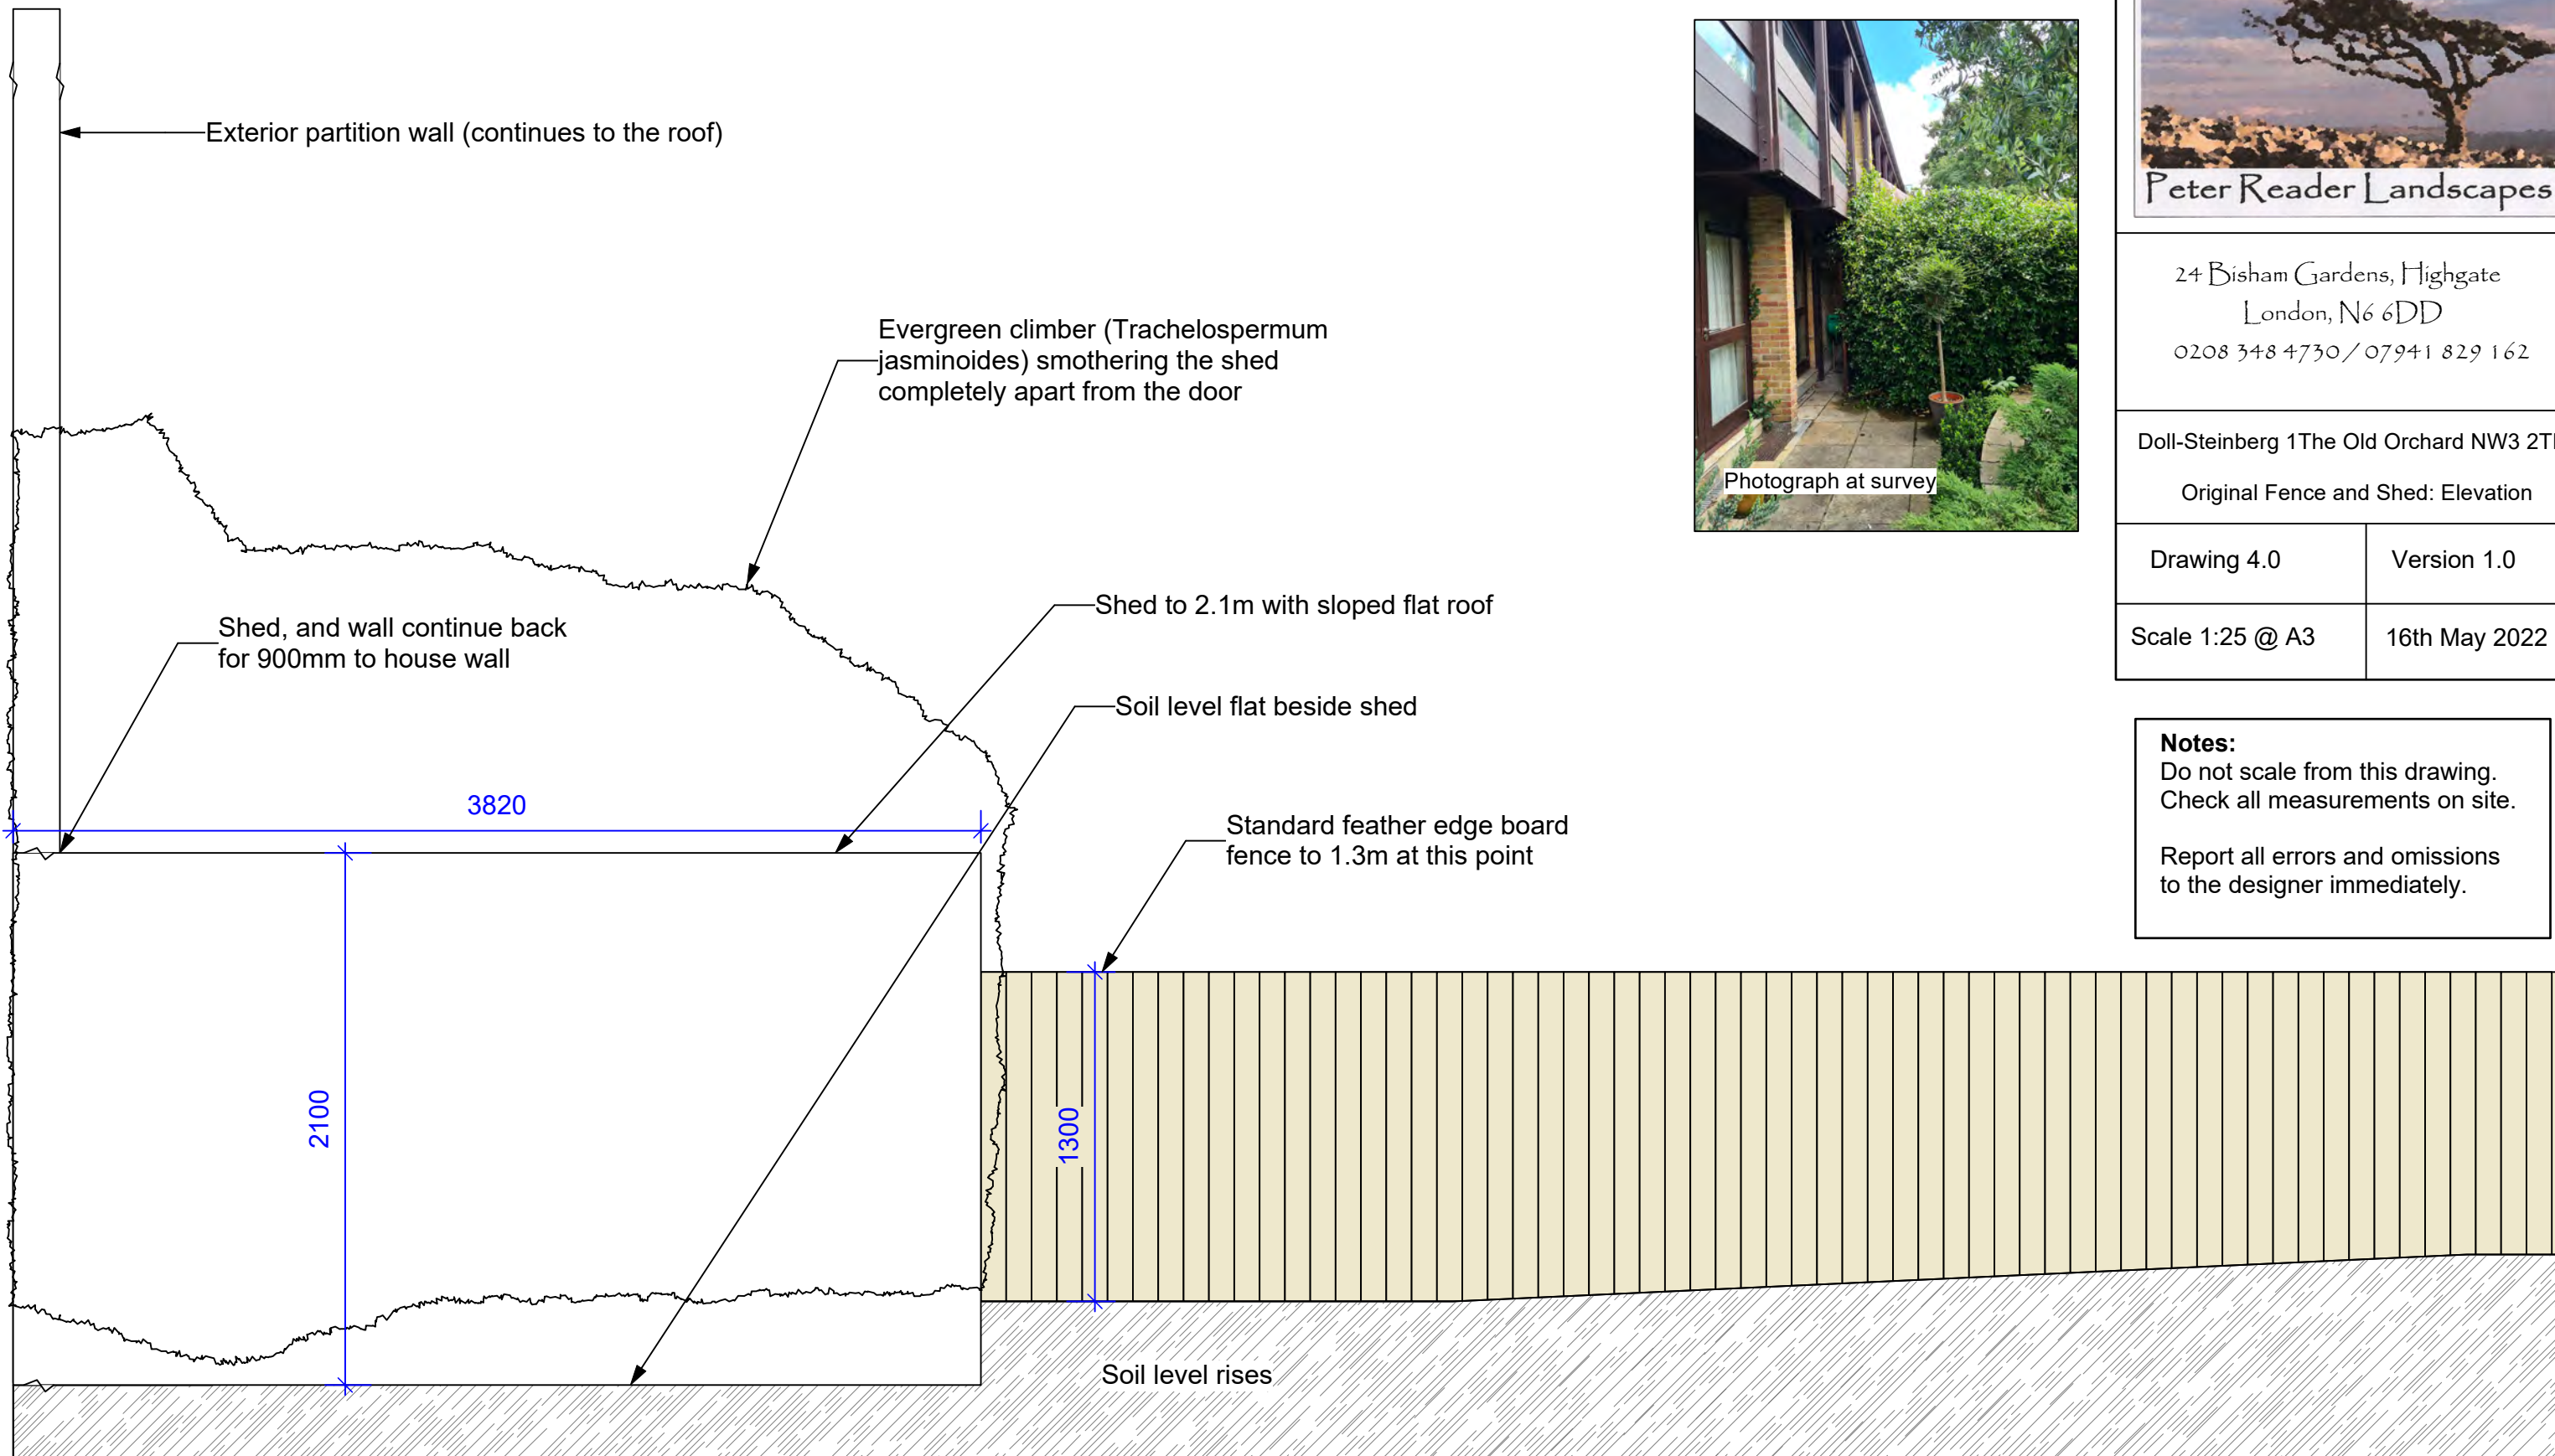 Exterior partition wall (continues to the roof)
Evergreen climber (Trachelospermum
jasminoides) smothering the shed
completely apart from the door
Shed, and wall continue back
for 900mm to house wall
Shed to 2.1m with sloped flat roof
Soil level flat beside shed
3820
Standard feather edge board
fence to 1.3m at this point
2100
1300
Soil level rises
Photograph at survey
Peter Reader Landscapes
24 Bisham Gardens, Highgate
London, N6 6DD
0208 348 4730 / 07941 829 162
Doll-Steinberg 1The Old Orchard NW3
Original Fence and Shed: Elevation
Drawing 4.0
Version 1.0
Scale 1:25 @ A3
16th May 2022
Notes:
Do not scale from this drawing.
Check all measurements on site.
Report all errors and omissions
to the designer immediately.